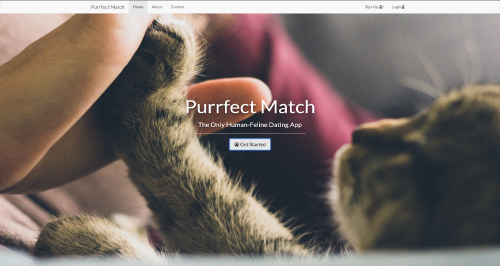 Purrfect Match Home About Contact Sign Up Login
Purrfect Match
The Only Human-Feline Dating App
Get Started